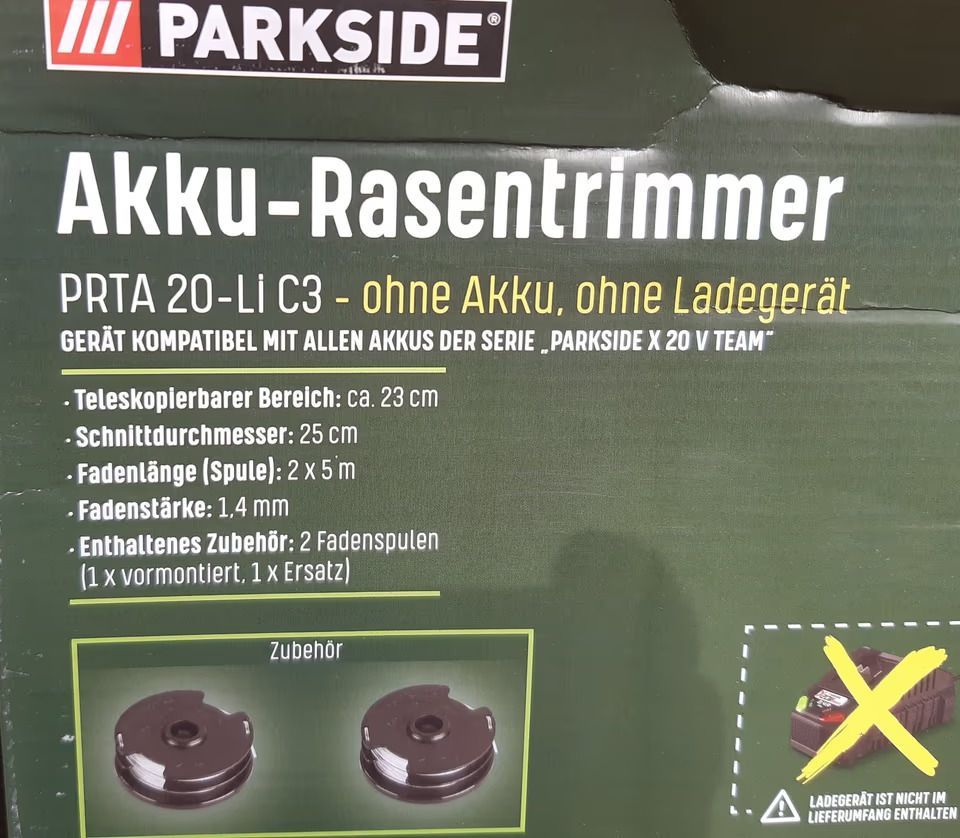 PARKSIDE®
Akku-Rasentrimmer
PRTA 20-Li C3 - ohne Akku, ohne Ladegerät
GERÄT KOMPATIBEL MIT ALLEN AKKUS DER SERIE „PARKSIDE X 20 V TEAM“
· Teleskopierbarer Bereich: ca. 23 cm
· Schnittdurchmesser: 25 cm
· Fadenlänge (Spule): 2 x 5 m
· Fadenstärke: 1,4 mm
· Enthaltenes Zubehör: 2 Fadenspulen
(1 x vormontiert, 1 x Ersatz)
Zubehör
LADEGERÄT IST NICHT IM
LIEFERUMFANG ENTHALTEN